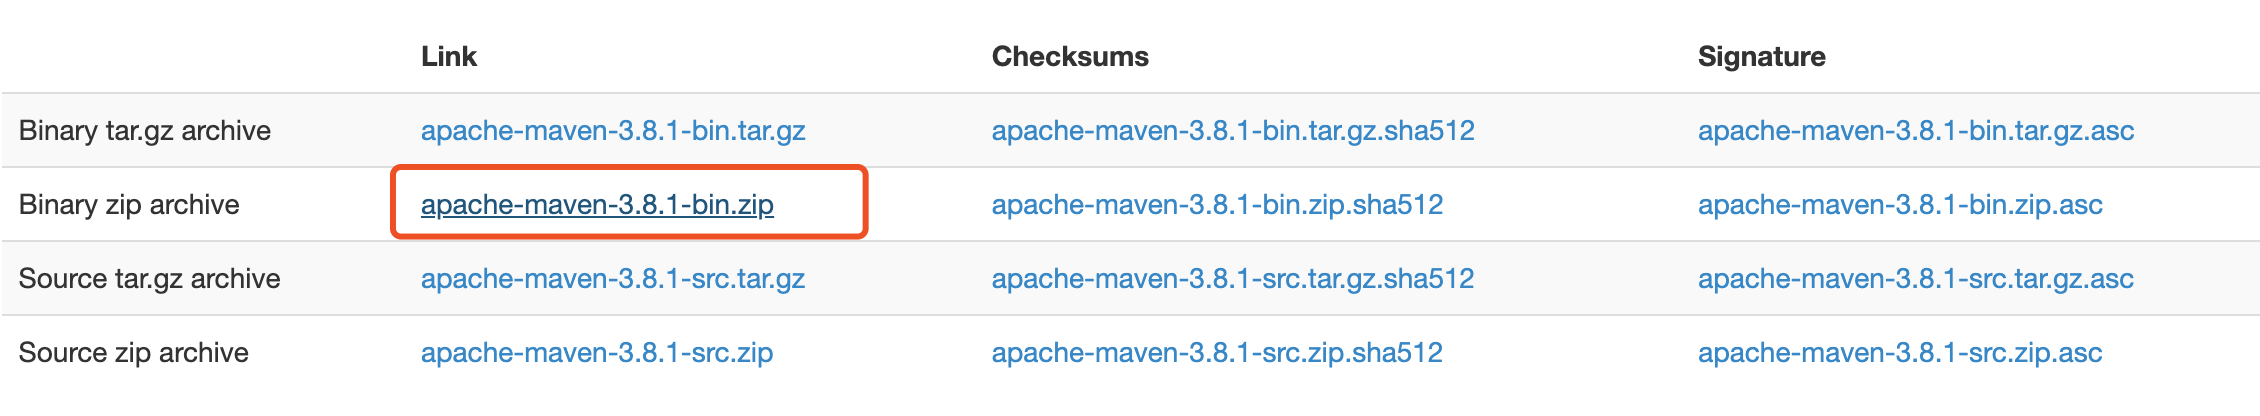 Link Checksums Signature
Binary tar.gz archive apache-maven-3.8.1-bin.tar.gz apache-maven-3.8.1-bin.tar.gz.sha512 apache-maven-3.8.1-bin.tar.gz.asc
Binary zip archive apache-maven-3.8.1-bin.zip apache-maven-3.8.1-bin.zip.sha512 apache-maven-3.8.1-bin.zip.asc
Source tar.gz archive apache-maven-3.8.1-src.tar.gz apache-maven-3.8.1-src.tar.gz.sha512 apache-maven-3.8.1-src.tar.gz.asc
Source zip archive apache-maven-3.8.1-src.zip apache-maven-3.8.1-src.zip.sha512 apache-maven-3.8.1-src.zip.asc